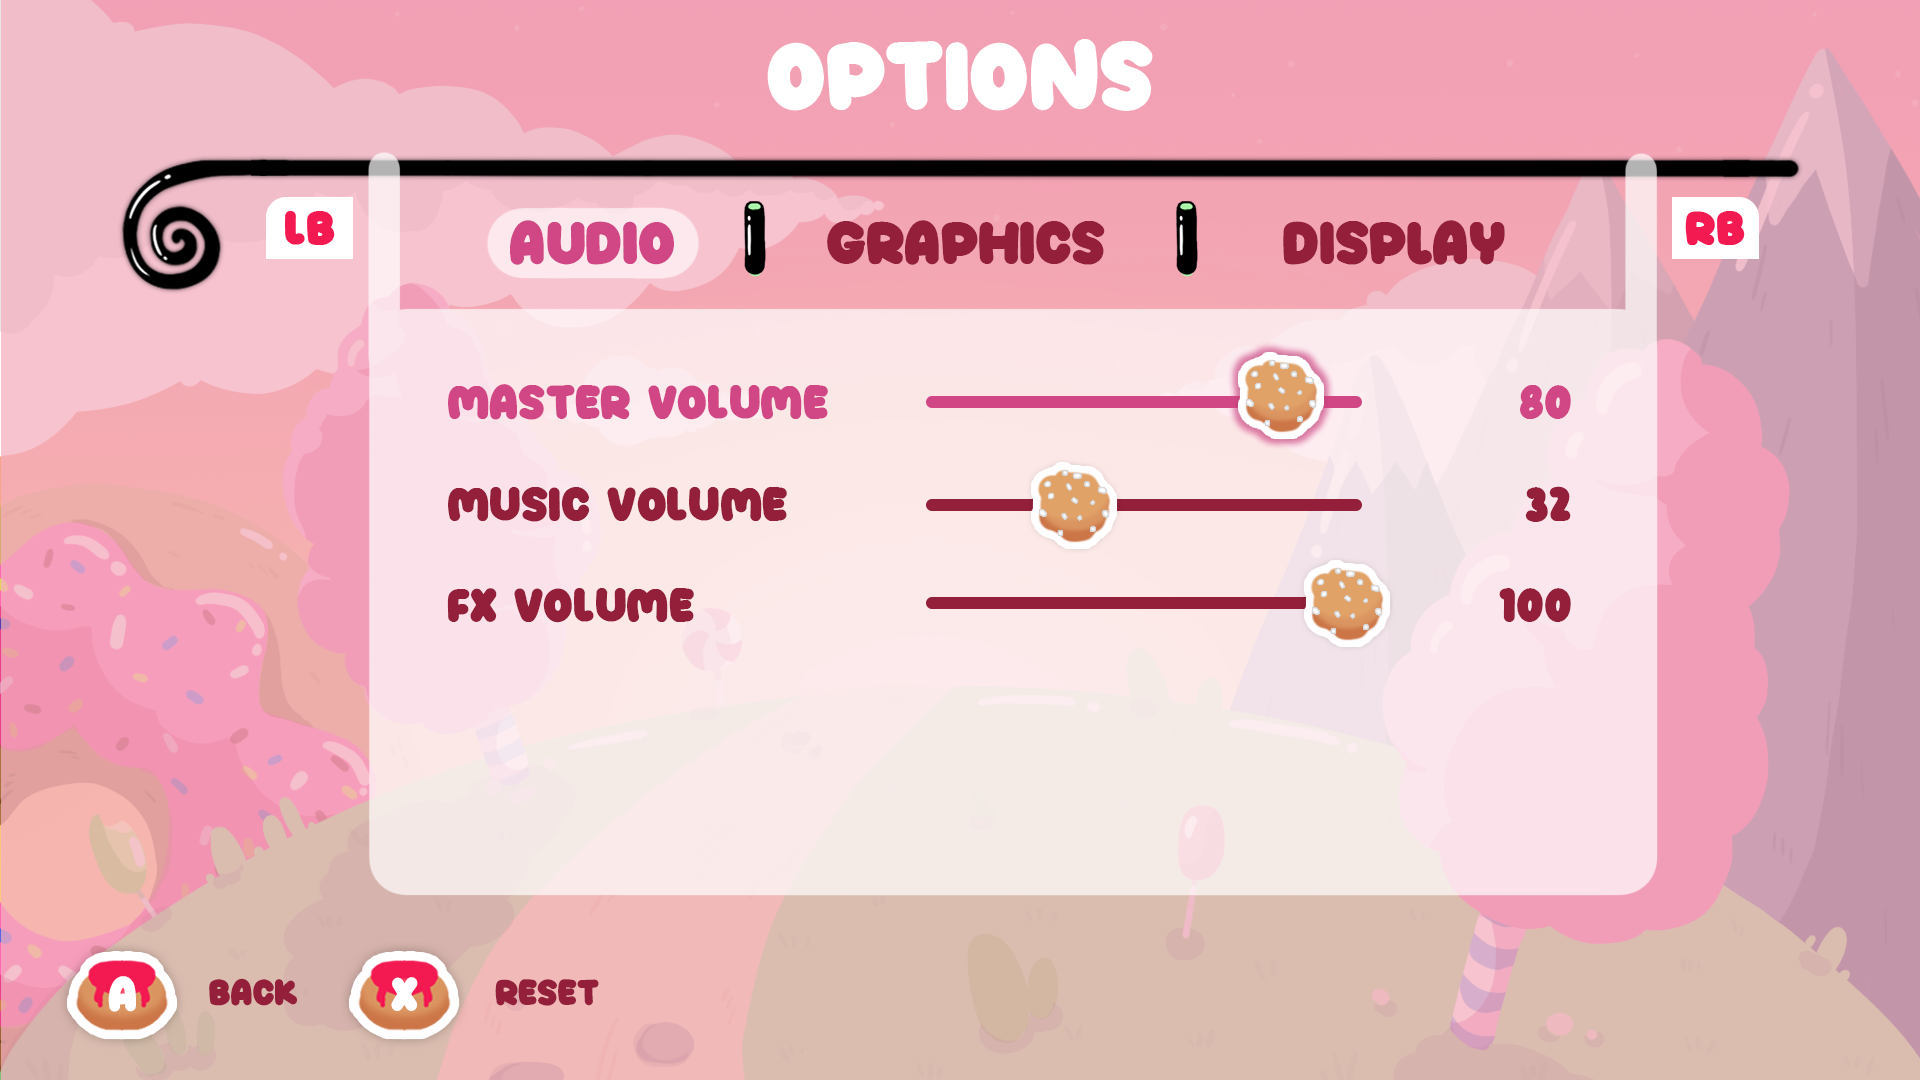 OPTIONS
LB AUDIO GRAPHICS DISPLAY RB
MASTER VOLUME 80
MUSIC VOLUME 32
FX VOLUME 100
A BACK X RESET